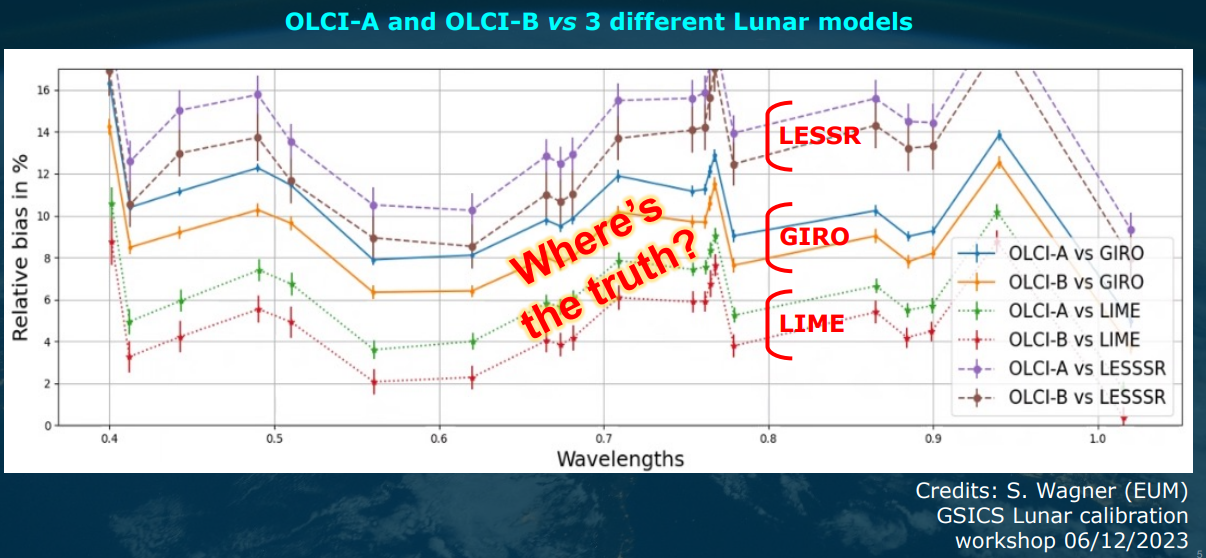 OLCI-A and OLCI-B vs 3 different Lunar models
Relative bias in %
16
14
12
10
8
6
4
2
0
0.4
0.5
0.6
0.7
0.8
0.9
1.0
Wavelengths
Where's
the truth?
LESSR
GIRO
LIME
OLCI-A vs GIRO
OLCI-B vs GIRO
OLCI-A vs LIME
OLCI-B vs LIME
OLCI-A vs LESSSR
OLCI-B vs LESSSR
Credits: S. Wagner (EUM)
GSICS Lunar calibration
workshop 06/12/2023
5